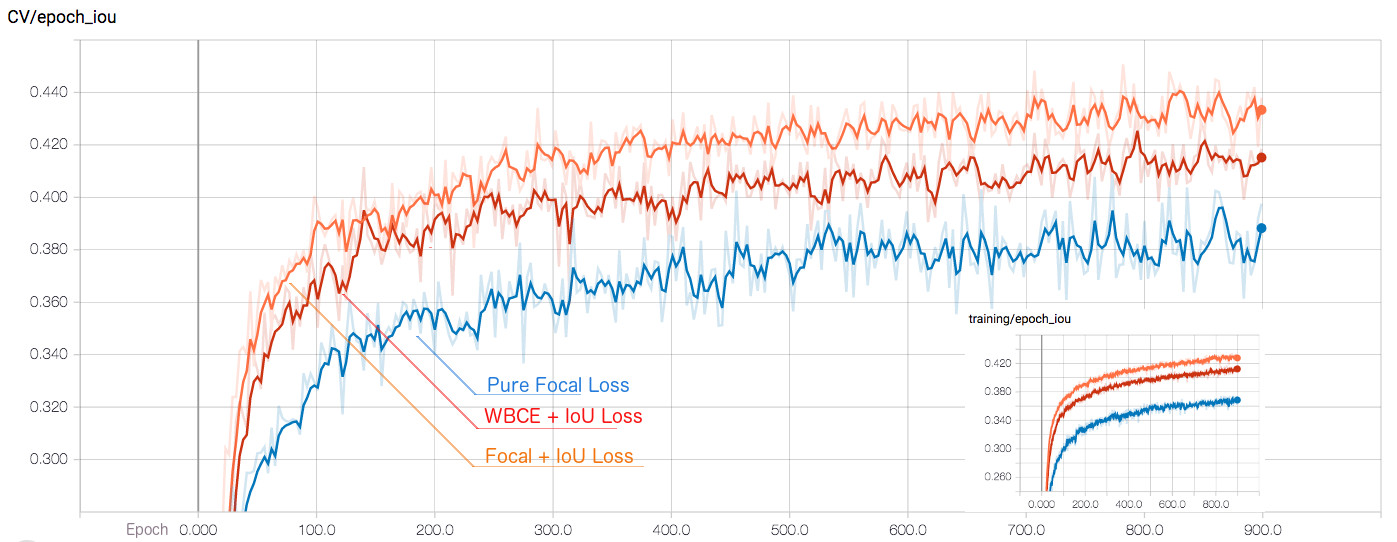 CV/epoch_iou
0.440
0.420
0.400
0.380
0.360
0.340
0.320
0.300
Pure Focal Loss
WBCE + IoU Loss
Focal + IoU Loss
training/epoch_iou
0.420
0.380
0.340
0.300
0.260
0.000 200.0 400.0 600.0 800.0
Epoch 0.000 100.0 200.0 300.0 400.0 500.0 600.0 700.0 800.0 900.0